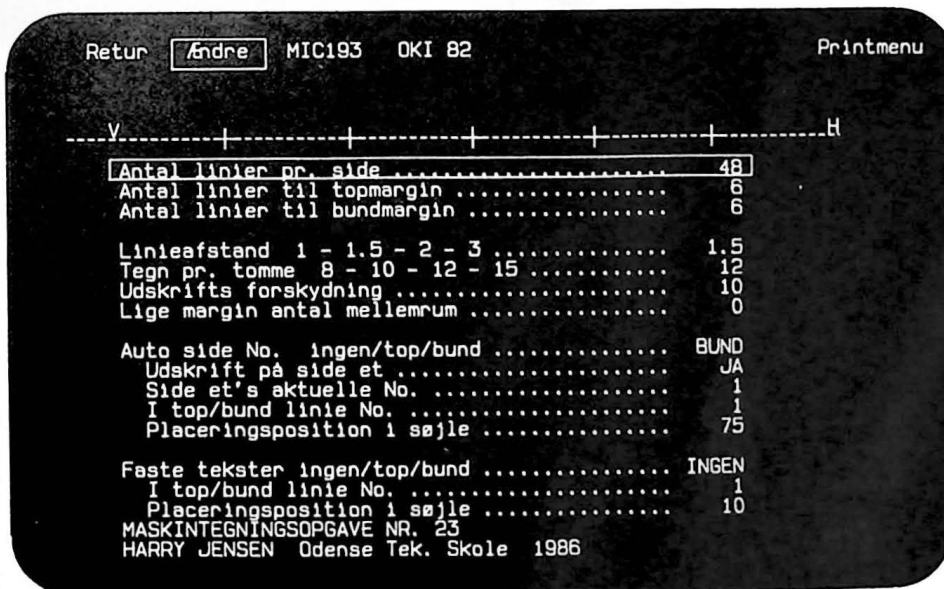 Retur Ændre MIC193 OKI 82 Printmenu
V H
Antal linier pr. side ...................... 48
Antal linier til topmargin ................. 6
Antal linier til bundmargin ................ 6
Linieafstand 1 - 1.5 - 2 - 3 ............... 1.5
Tegn pr. tomme 8 - 10 - 12 - 15 ............ 12
Udskrifts forskydning ...................... 10
Lige margin antal mellemrum ................ 0
Auto side No. ingen/top/bund ............... BUND
Udskrift på side et ........................ JA
Side et's aktuelle No. ..................... 1
I top/bund linie No. ....................... 1
Placeringsposition i søjle ................. 75
Faste tekster ingen/top/bund ............... INGEN
I top/bund linie No. ....................... 1
Placeringsposition i søjle ................. 10
MASKINTEGNINGSOPGAVE NR. 23
HARRY JENSEN Odense Tek. Skole 1986